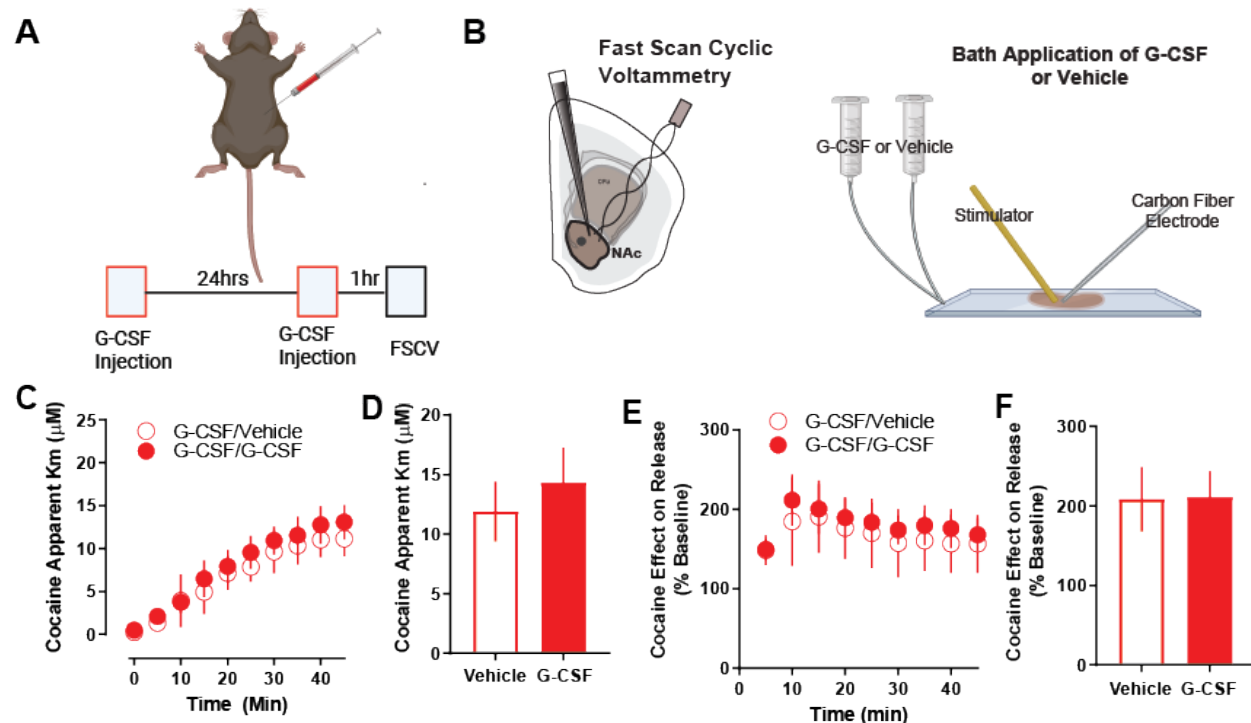 A
B
Fast Scan Cyclic
Voltammetry
CPU
NAc
Bath Application of G-CSF
or Vehicle
G-CSF or Vehicle
Stimulator
Carbon Fiber
Electrode
24hrs
1hr
G-CSF
Injection
G-CSF
Injection
FSCV
C
Cocaine Apparent Km (μM)
25
20
15
10
5
0
G-CSF/Vehicle
G-CSF/G-CSF
0
10
20
30
40
Time (Min)
D
Cocaine Apparent Km (μM)
20
15
10
5
0
Vehicle
G-CSF
E
Cocaine Effect on Release
(% Baseline)
300
200
100
0
G-CSF/Vehicle
G-CSF/G-CSF
0
10
20
30
40
Time (min)
F
Cocaine Effect on Release
(% Baseline)
300
200
100
0
Vehicle
G-CSF